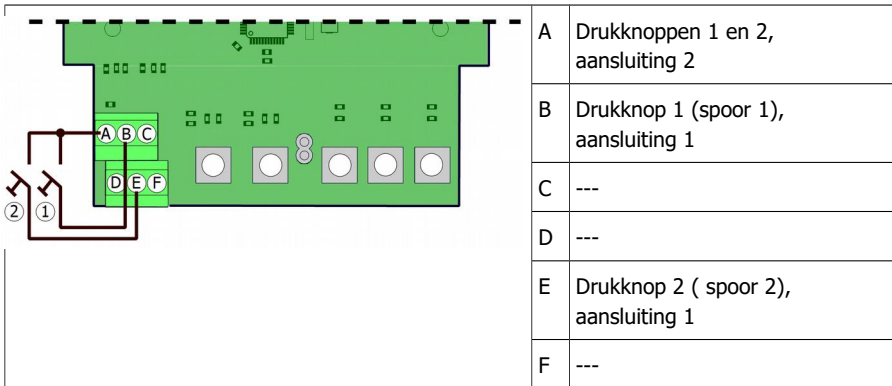 A B C
D E F
2 1
A Drukknoppen 1 en 2,
aansluiting 2
B Drukknop 1 (spoor 1),
aansluiting 1
C ---
D ---
E Drukknop 2 ( spoor 2),
aansluiting 1
F ---